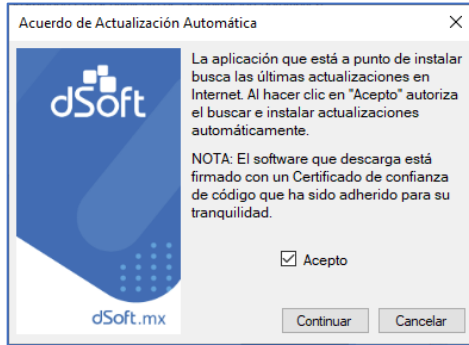 Acuerdo de Actualización Automática
dSoft
La aplicación que está a punto de instalar
busca las últimas actualizaciones en
Internet. Al hacer clic en "Acepto" autoriza
el buscar e instalar actualizaciones
automáticamente.
NOTA: El software que descarga está
firmado con un Certificado de confianza
de código que ha sido adherido para su
tranquilidad.
Acepto
dSoft.mx
Continuar
Cancelar